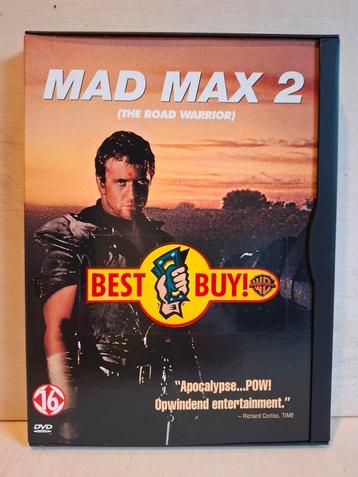 MAD MAX 2
(THE ROAD WARRIOR)
BEST BUY!
"Apocalypse...POW!
Opwindend entertainment."
– Richard Corliss, TIME
16
DVD